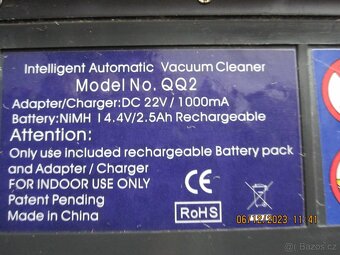 Intelligent Automatic Vacuum Cleaner
Model No. QQ2
Adapter/Charger:DC 22V / 1000mA
Battery:NiMH 14.4V/2.5Ah Rechargeable
Attention:
Only use included rechargeable Battery pack
and Adapter / Charger
FOR INDOOR USE ONLY
Patent Pending
Made in China
CE
RoHS
06/12/2023 11:41
Bazoš.cz